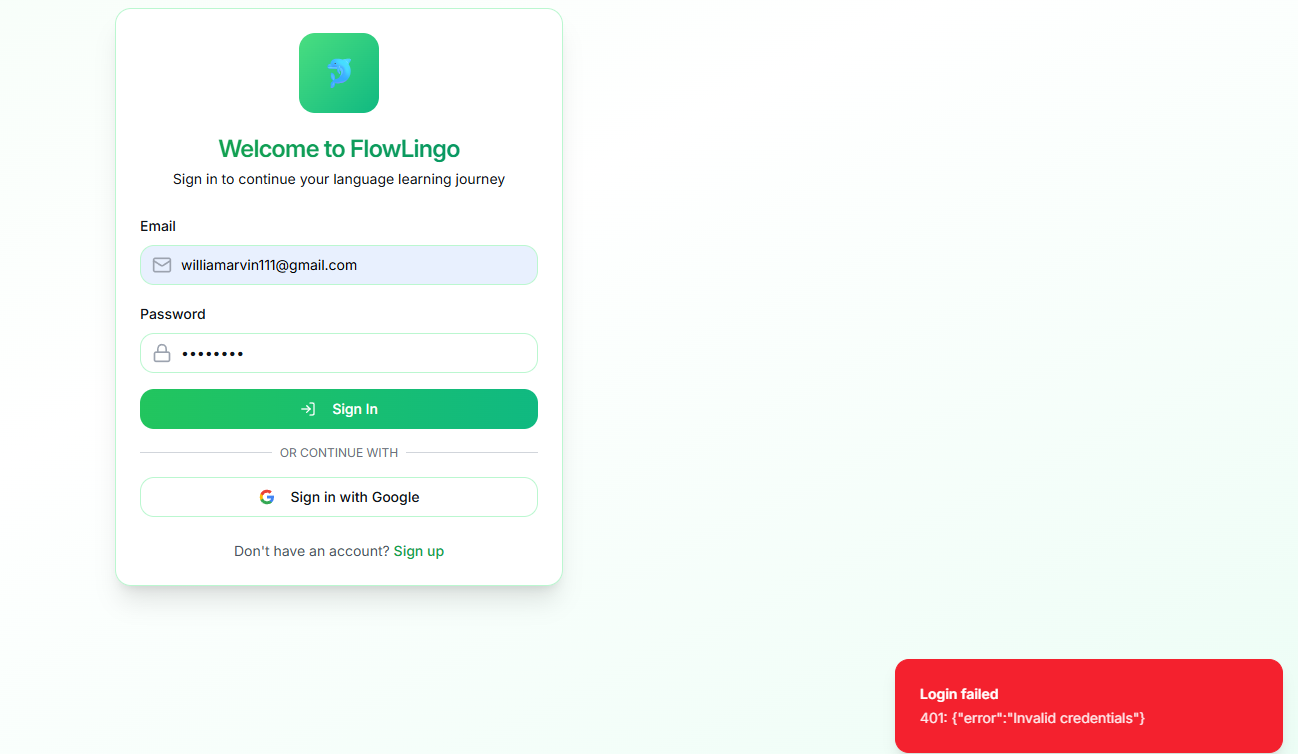 Welcome to FlowLingo
Sign in to continue your language learning journey
Email
williamarvin111@gmail.com
Password
••••••••
Sign In
OR CONTINUE WITH
Sign in with Google
Don't have an account? Sign up
Login failed
401: {"error":"Invalid credentials"}